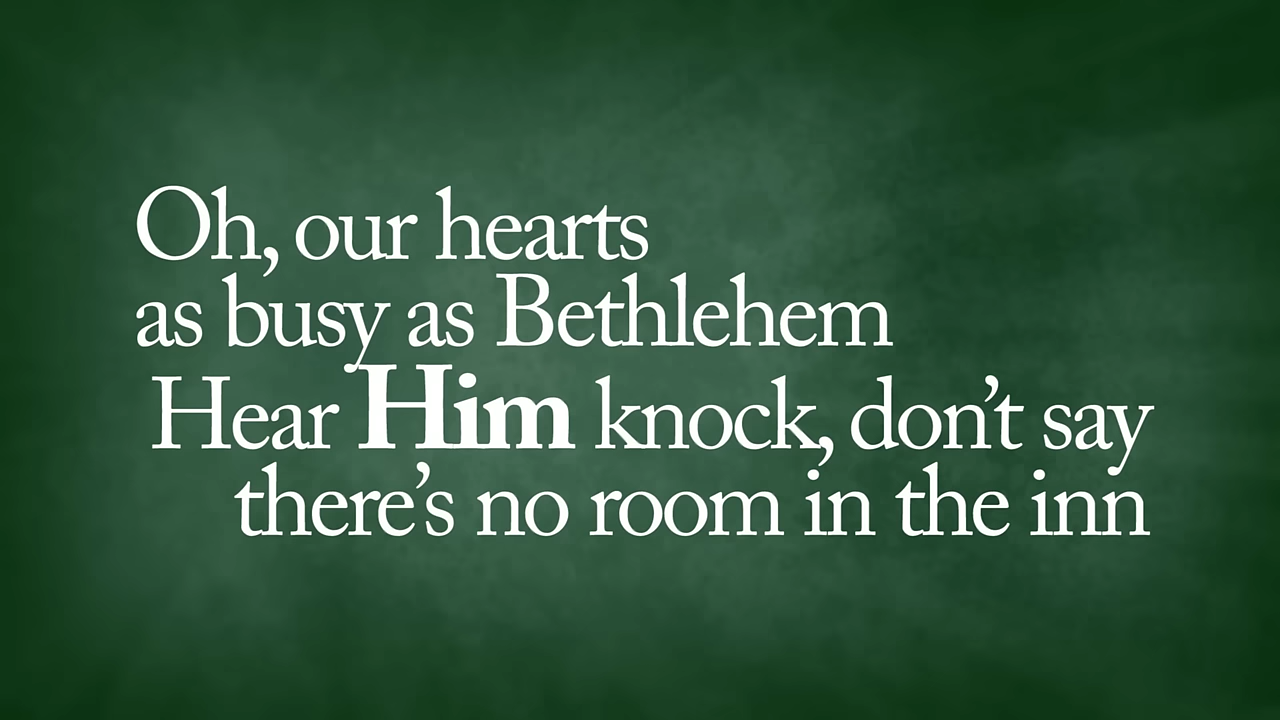 Oh, our hearts
as busy as Bethlehem
Hear Him knock, don’t say
there’s no room in the inn